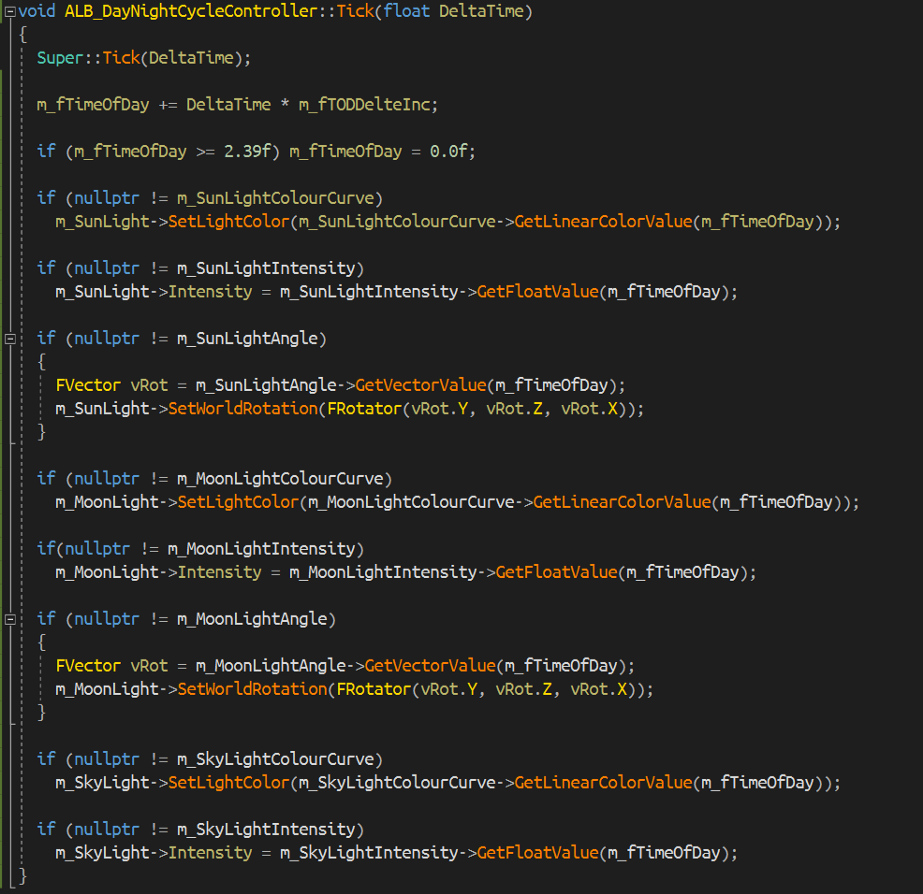 void ALB_DayNightCycleController::Tick(float DeltaTime)
{
Super::Tick(DeltaTime);
m_fTimeOfDay += DeltaTime * m_fTODDelteInc;
if (m_fTimeOfDay >= 2.39f) m_fTimeOfDay = 0.0f;
if (nullptr != m_SunLightColourCurve)
m_SunLight->SetLightColor(m_SunLightColourCurve->GetLinearColorValue(m_fTimeOfDay));
if (nullptr != m_SunLightIntensity)
m_SunLight->Intensity = m_SunLightIntensity->GetFloatValue(m_fTimeOfDay);
if (nullptr != m_SunLightAngle)
{
FVector vRot = m_SunLightAngle->GetVectorValue(m_fTimeOfDay);
m_SunLight->SetWorldRotation(FRotator(vRot.Y, vRot.Z, vRot.X));
}
if (nullptr != m_MoonLightColourCurve)
m_MoonLight->SetLightColor(m_MoonLightColourCurve->GetLinearColorValue(m_fTimeOfDay));
if(nullptr != m_MoonLightIntensity)
m_MoonLight->Intensity = m_MoonLightIntensity->GetFloatValue(m_fTimeOfDay);
if (nullptr != m_MoonLightAngle)
{
FVector vRot = m_MoonLightAngle->GetVectorValue(m_fTimeOfDay);
m_MoonLight->SetWorldRotation(FRotator(vRot.Y, vRot.Z, vRot.X));
}
if (nullptr != m_SkyLightColourCurve)
m_SkyLight->SetLightColor(m_SkyLightColourCurve->GetLinearColorValue(m_fTimeOfDay));
if (nullptr != m_SkyLightIntensity)
m_SkyLight->Intensity = m_SkyLightIntensity->GetFloatValue(m_fTimeOfDay);
}